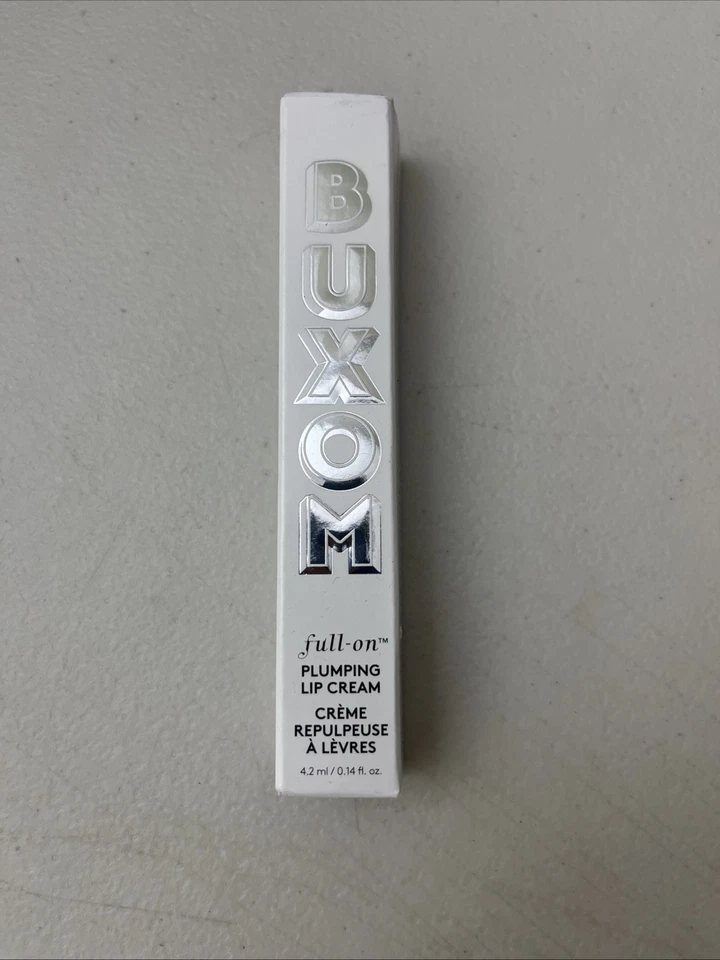 BUXOM
full-on™
PLUMPING
LIP CREAM
CRÈME
REPULPEUSE
À LÈVRES
4.2 ml / 0.14 fl. oz.